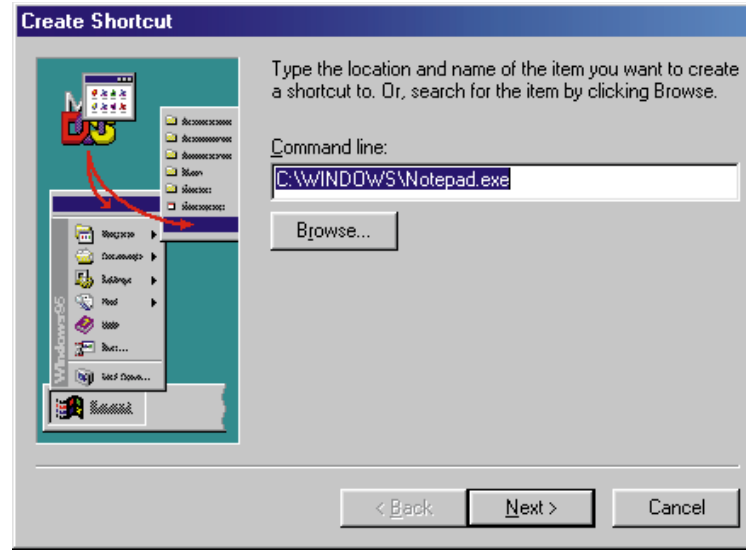 Create Shortcut
Type the location and name of the item you want to create
a shortcut to. Or, search for the item by clicking Browse.
Command line:
C:\WINDOWS\Notepad.exe
Browse...
Windows95
< Back
Next >
Cancel